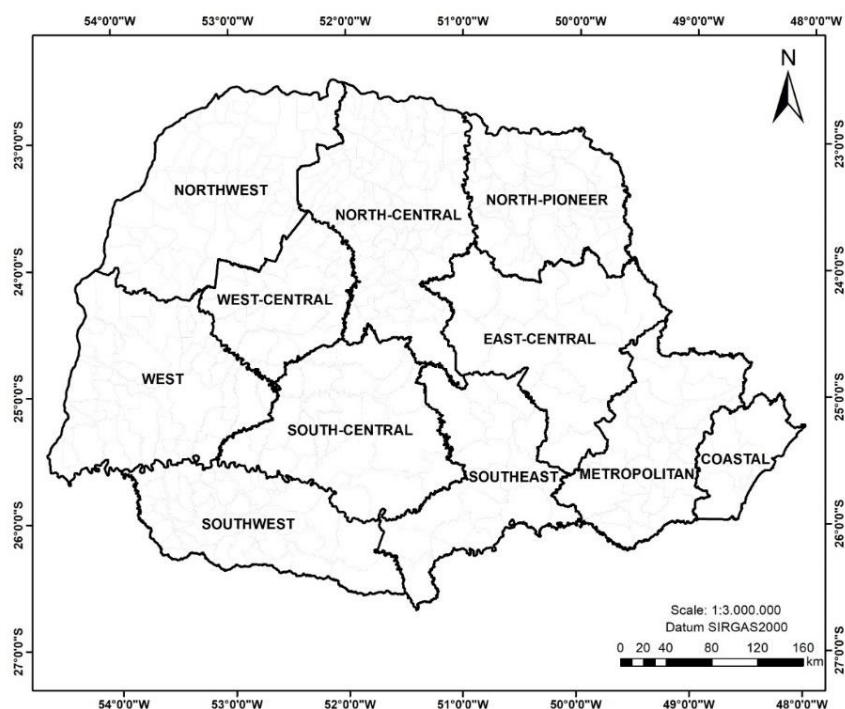 54°0'0"W 53°0'0"W 52°0'0"W 51°0'0"W 50°0'0"W 49°0'0"W 48°0'0"W
N
23°0'0"S 23°0'0"S
NORTHWEST
NORTH-CENTRAL
NORTH-PIONEER
24°0'0"S 24°0'0"S
WEST-CENTRAL
EAST-CENTRAL
WEST
25°0'0"S 25°0'0"S
SOUTH-CENTRAL
COASTAL
SOUTHEAST
METROPOLITAN
SOUTHWEST
26°0'0"S 26°0'0"S
Scale: 1:3.000.000
Datum SIRGAS2000
0 10 20 40 80 120 160
km
27°0'0"S 27°0'0"S
54°0'0"W 53°0'0"W 52°0'0"W 51°0'0"W 50°0'0"W 49°0'0"W 48°0'0"W